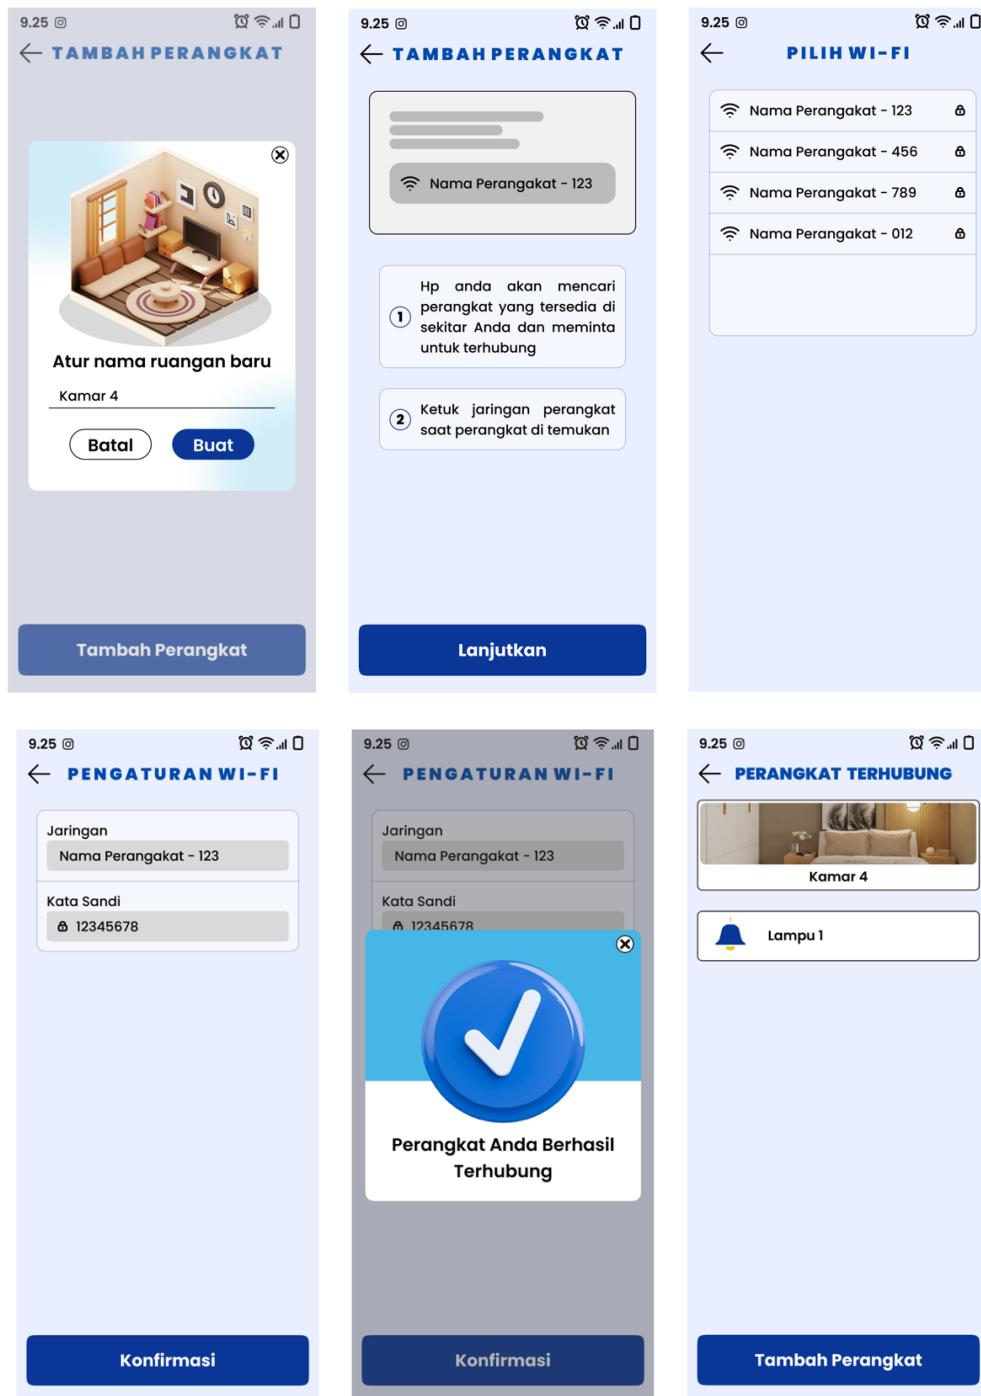 9.25
TAMBAH PERANGKAT
Atur nama ruangan baru
Kamar 4
Batal
Buat
Tambah Perangkat
9.25
TAMBAH PERANGKAT
Nama Perangakat - 123
1
Hp anda akan mencari
perangkat yang tersedia di
sekitar Anda dan meminta
untuk terhubung
2
Ketuk jaringan perangkat
saat perangkat di temukan
Lanjutkan
9.25
PILIH WI-FI
Nama Perangakat - 123
Nama Perangakat - 456
Nama Perangakat - 789
Nama Perangakat - 012
9.25
PENGATURAN WI-FI
Jaringan
Nama Perangakat - 123
Kata Sandi
12345678
Konfirmasi
9.25
PENGATURAN WI-FI
Jaringan
Nama Perangakat - 123
Kata Sandi
12345678
Perangkat Anda Berhasil
Terhubung
Konfirmasi
9.25
PERANGKAT TERHUBUNG
Kamar 4
Lampu 1
Tambah Perangkat